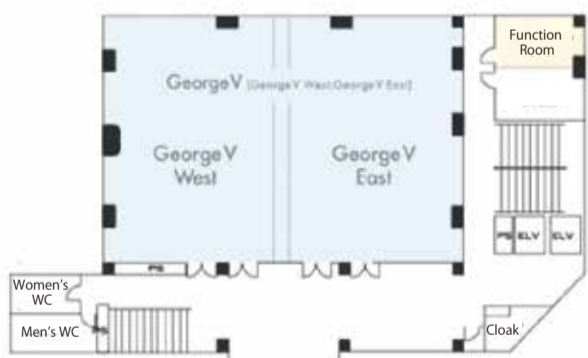 Function
Room
George V [George V West:George V East]
George V
West
George V
East
PS
ELV
ELV
PS
Women's
WC
Men's WC
Cloak